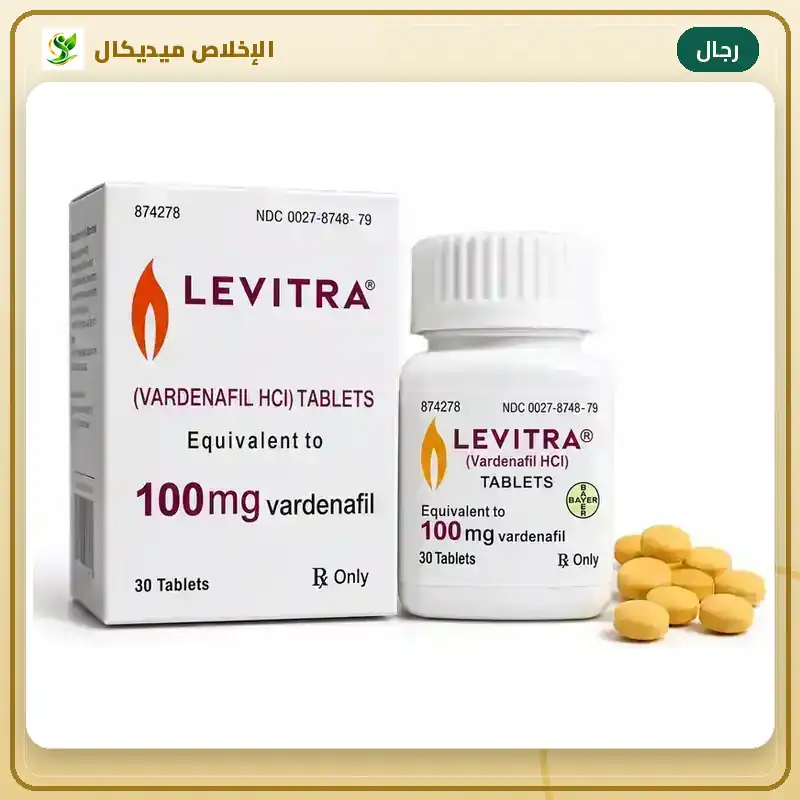 الإخلاص ميديكال
رجال
874278 NDC 0027-8748- 79
LEVITRA®
(VARDENAFIL HCl) TABLETS
Equivalent to
100mg vardenafil
30 Tablets ℞ Only
874278 NDC 0027-8748-79
LEVITRA®
(Vardenafil HCl)
TABLETS
BAYER
BAYER
Equivalent to
100mg vardenafil
30 Tablets ℞ Only